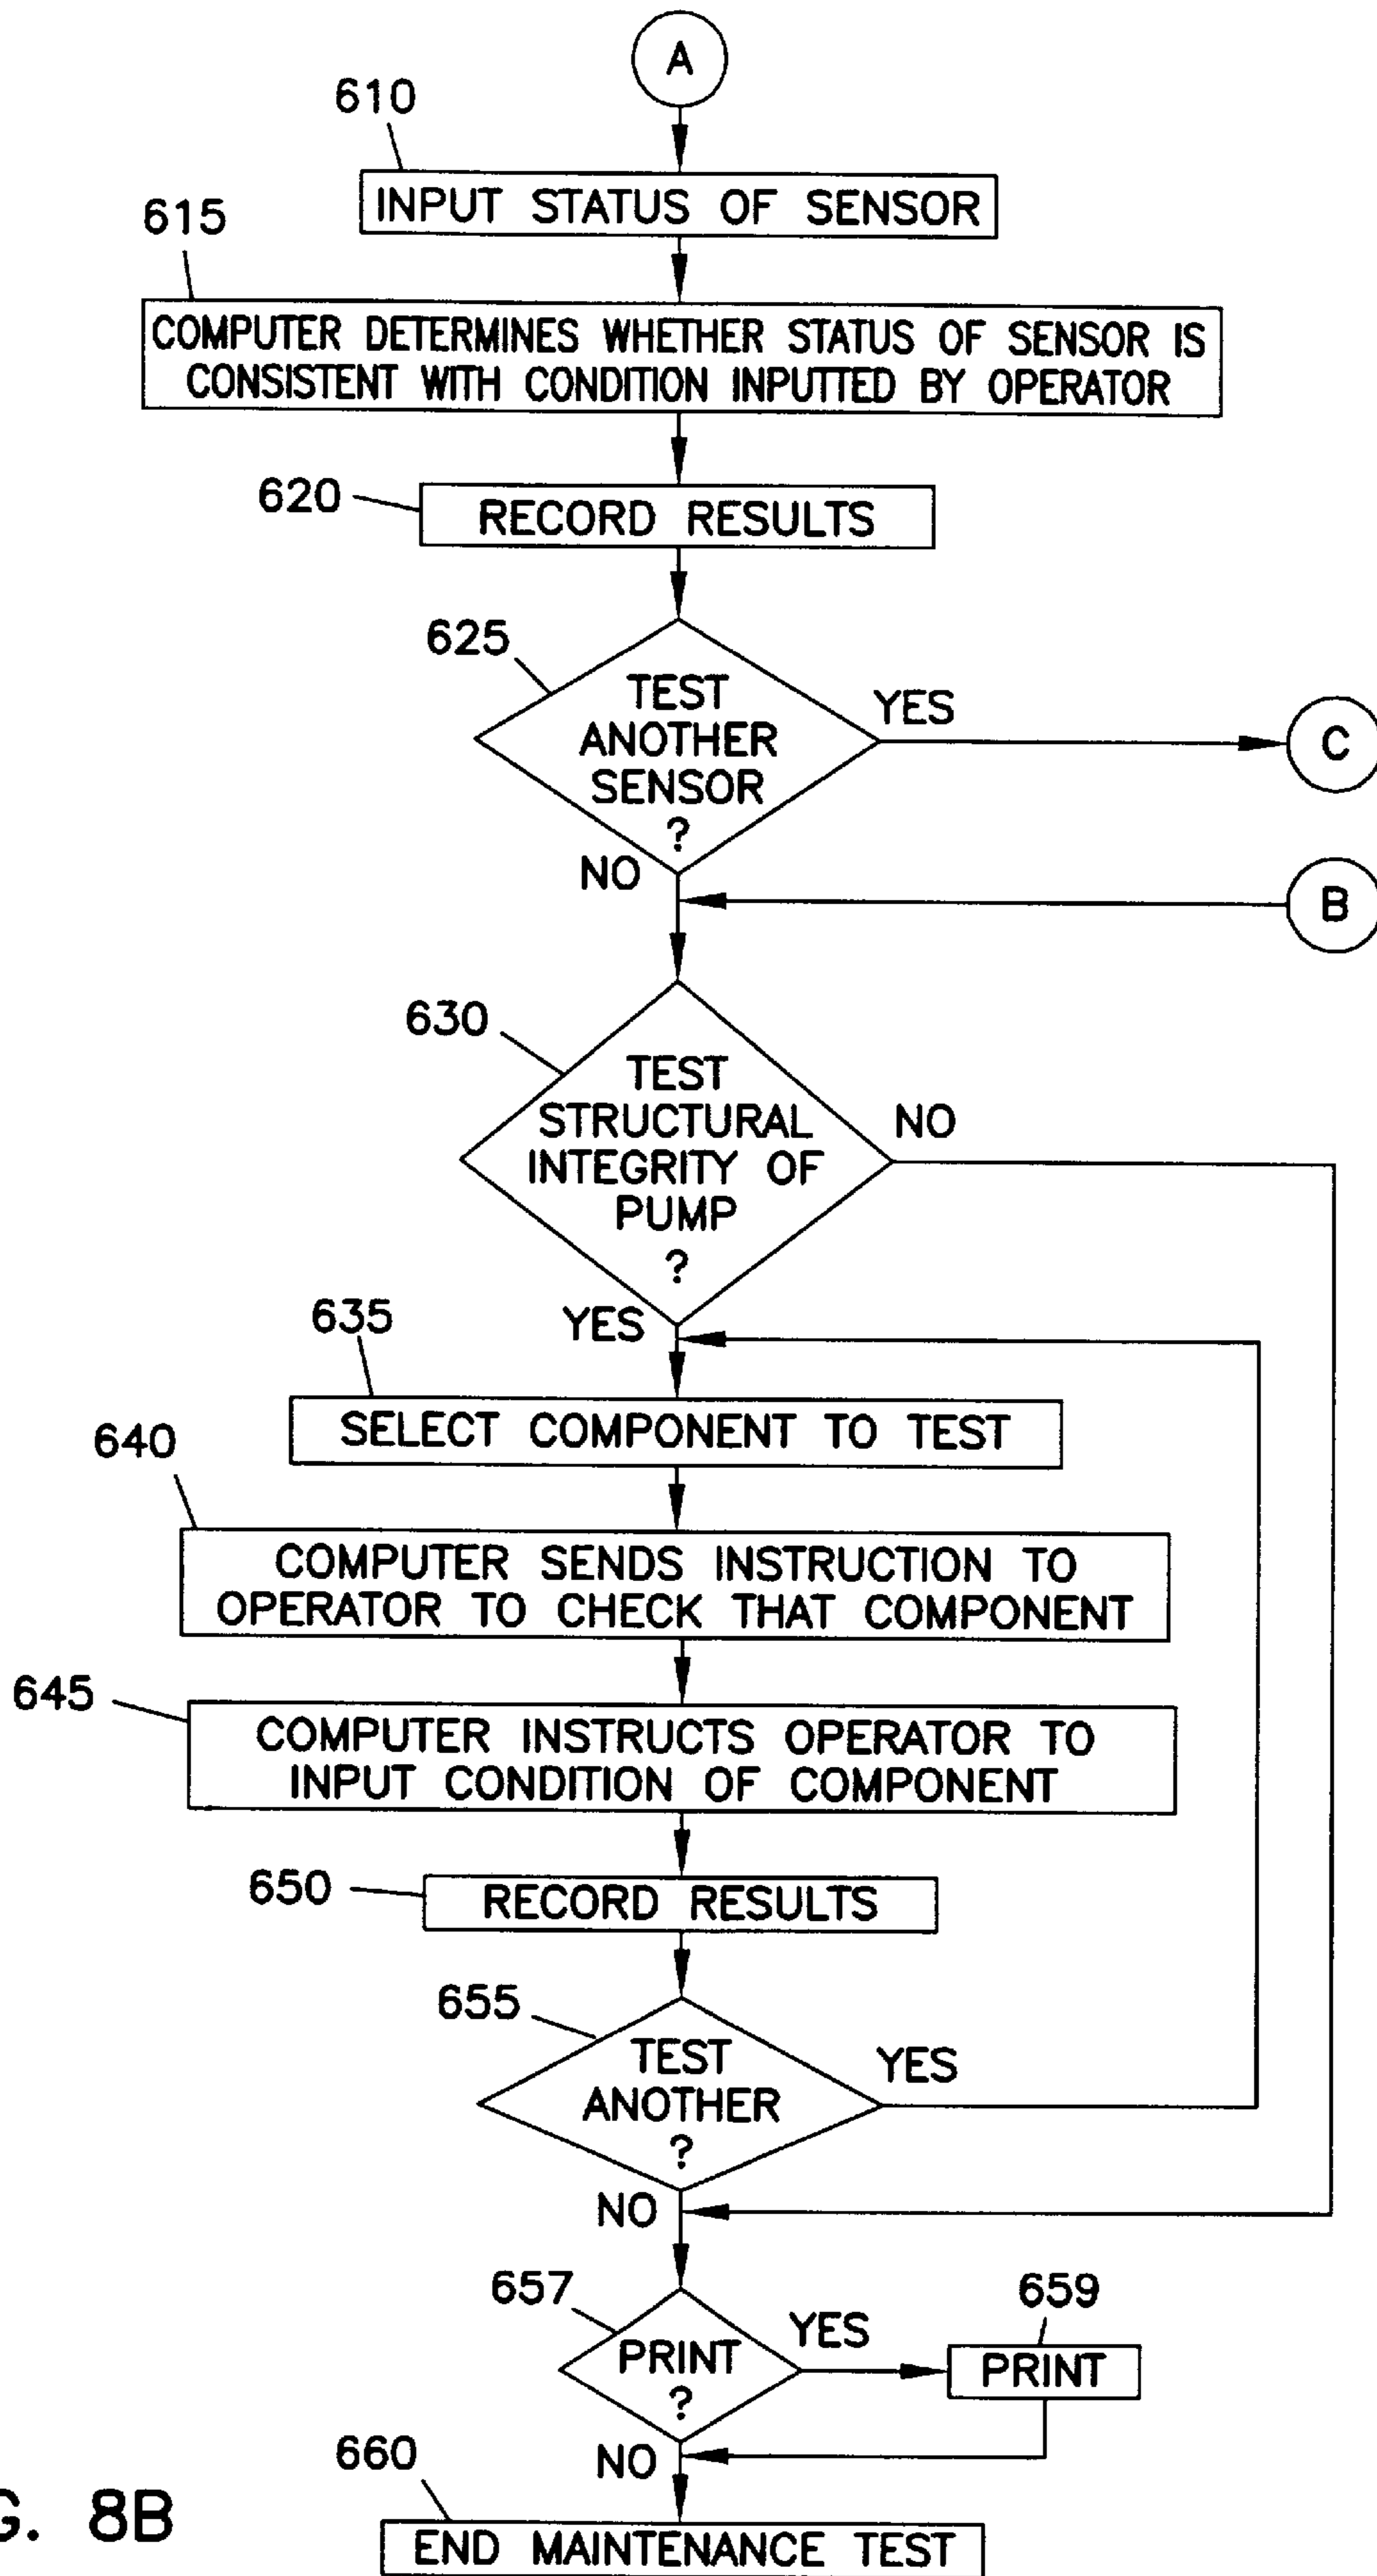 A
610
INPUT STATUS OF SENSOR
615
COMPUTER DETERMINES WHETHER STATUS OF SENSOR IS
CONSISTENT WITH CONDITION INPUTTED BY OPERATOR
620
RECORD RESULTS
625
TEST
ANOTHER
SENSOR
?
YES
C
NO
B
630
TEST
STRUCTURAL
INTEGRITY OF
PUMP
?
NO
YES
635
SELECT COMPONENT TO TEST
640
COMPUTER SENDS INSTRUCTION TO
OPERATOR TO CHECK THAT COMPONENT
645
COMPUTER INSTRUCTS OPERATOR TO
INPUT CONDITION OF COMPONENT
650
RECORD RESULTS
655
TEST
ANOTHER
?
YES
NO
657
PRINT
?
YES
659
PRINT
NO
660
END MAINTENANCE TEST
G. 8B